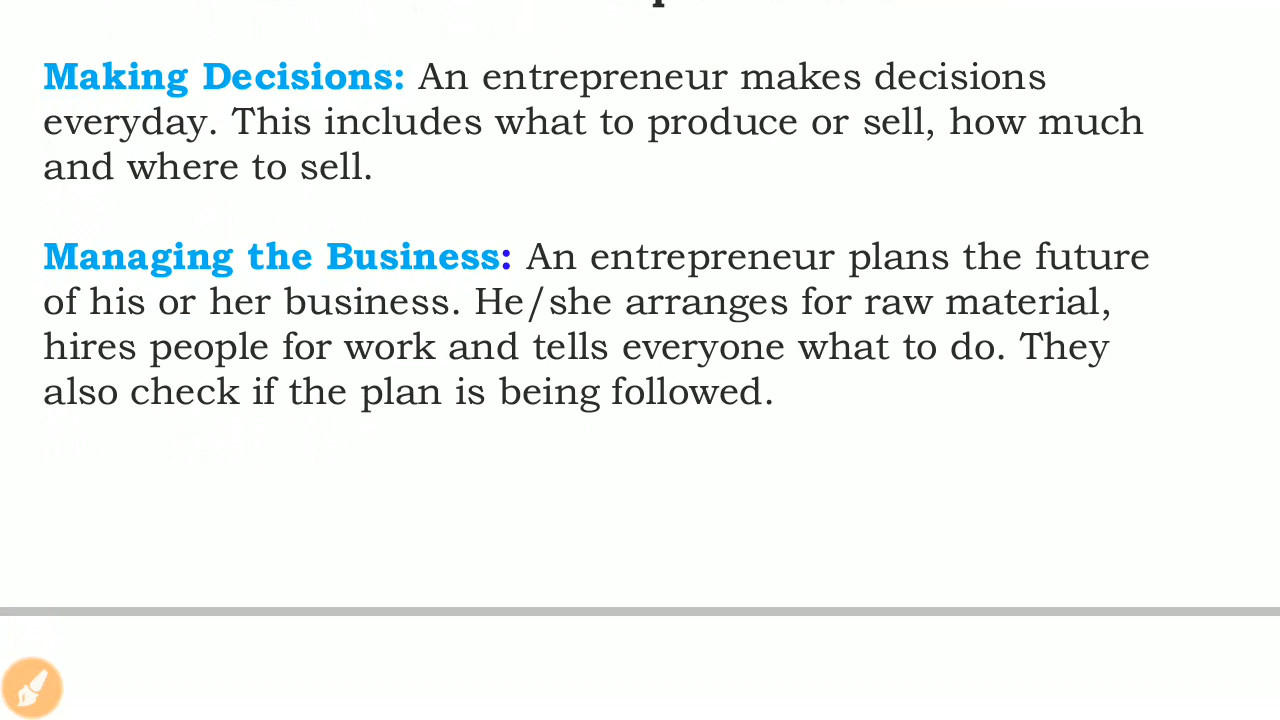 Making Decisions: An entrepreneur makes decisions
everyday. This includes what to produce or sell, how much
and where to sell.
Managing the Business: An entrepreneur plans the future
of his or her business. He/she arranges for raw material,
hires people for work and tells everyone what to do. They
also check if the plan is being followed.